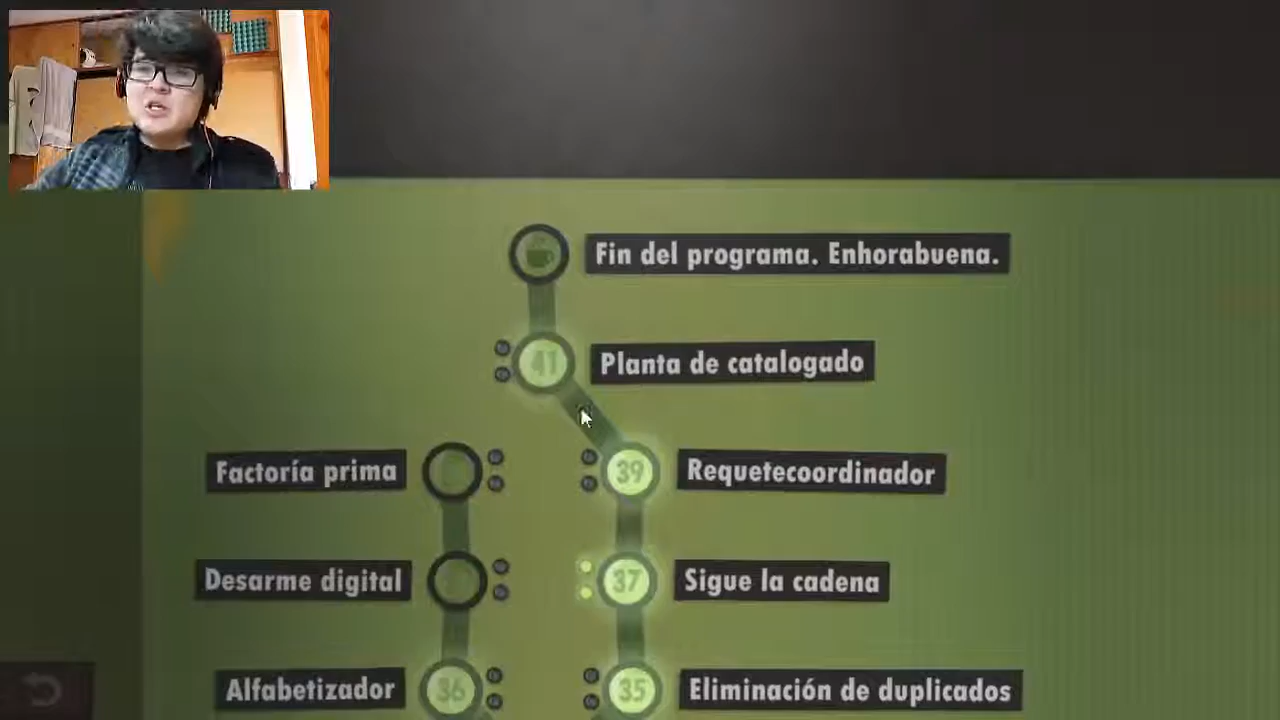 Fin del programa. Enhorabuena.
41 Planta de catalogado
Factoría prima
39 Requetecoordinador
Desarme digital
37 Sigue la cadena
Alfabetizador 36
35 Eliminación de duplicados